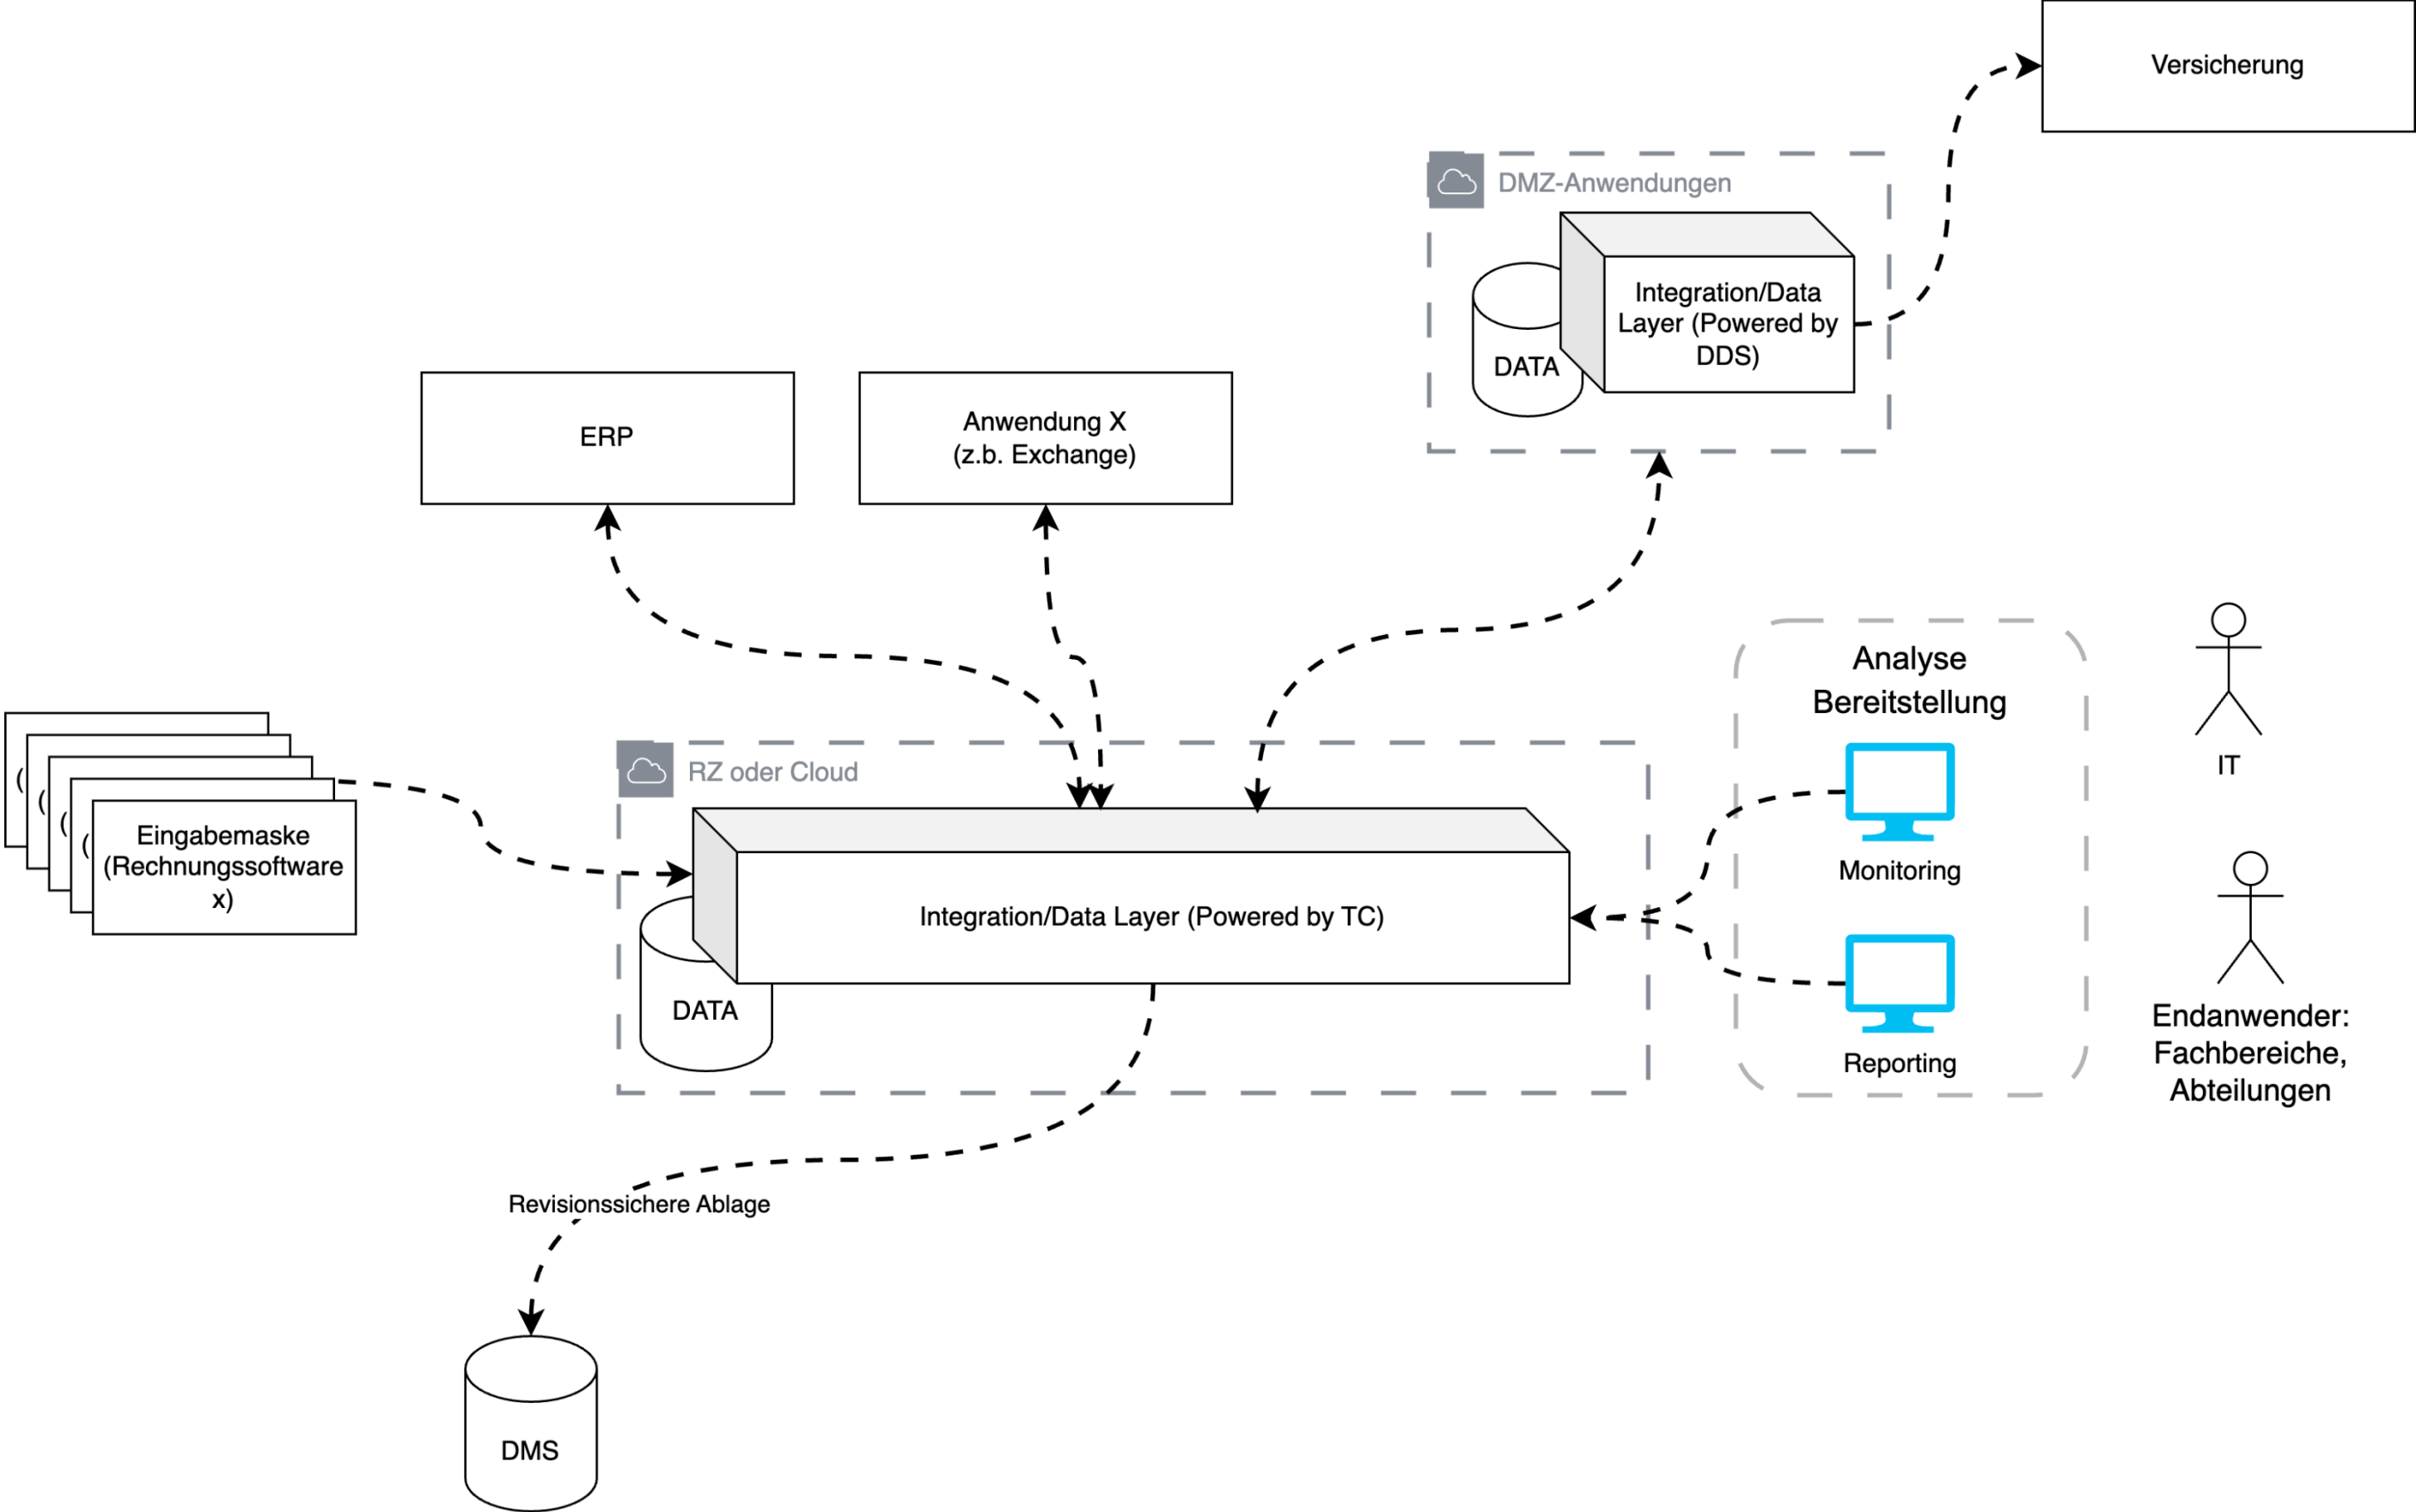 Versicherung
DMZ-Anwendungen
Integration/Data
Layer (Powered by
DDS)
DATA
ERP
Anwendung X
(z.b. Exchange)
Analyse
Bereitstellung
IT
RZ oder Cloud
(
(
(
(
Eingabemaske
(Rechnungssoftware
x)
Monitoring
Integration/Data Layer (Powered by TC)
DATA
Reporting
Endanwender:
Fachbereiche,
Abteilungen
Revisionssichere Ablage
DMS